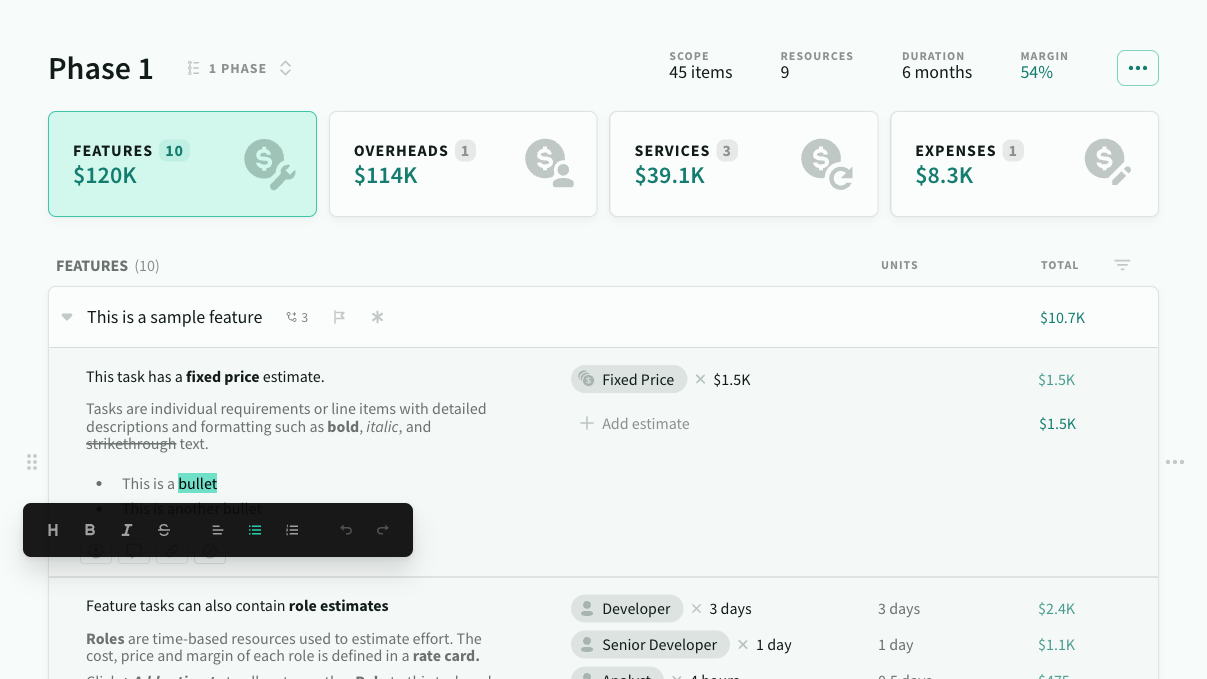 Phase 1
1 PHASE
SCOPE
45 items
RESOURCES
9
DURATION
6 months
MARGIN
54%
FEATURES 10
$120K
OVERHEADS 1
$114K
SERVICES 3
$39.1K
EXPENSES 1
$8.3K
FEATURES (10)
UNITS
TOTAL
This is a sample feature
3
$10.7K
This task has a fixed price estimate.
Fixed Price × $1.5K
$1.5K
Tasks are individual requirements or line items with detailed
descriptions and formatting such as bold, italic, and
strikethrough text.
+ Add estimate
$1.5K
• This is a bullet
• This is another bullet
H B I S
Feature tasks can also contain role estimates
Developer × 3 days
3 days
$2.4K
Roles are time-based resources used to estimate effort. The
cost, price and margin of each role is defined in a rate card.
Senior Developer × 1 day
1 day
$1.1K
Analyst × 4 hours
0.5 days
$475